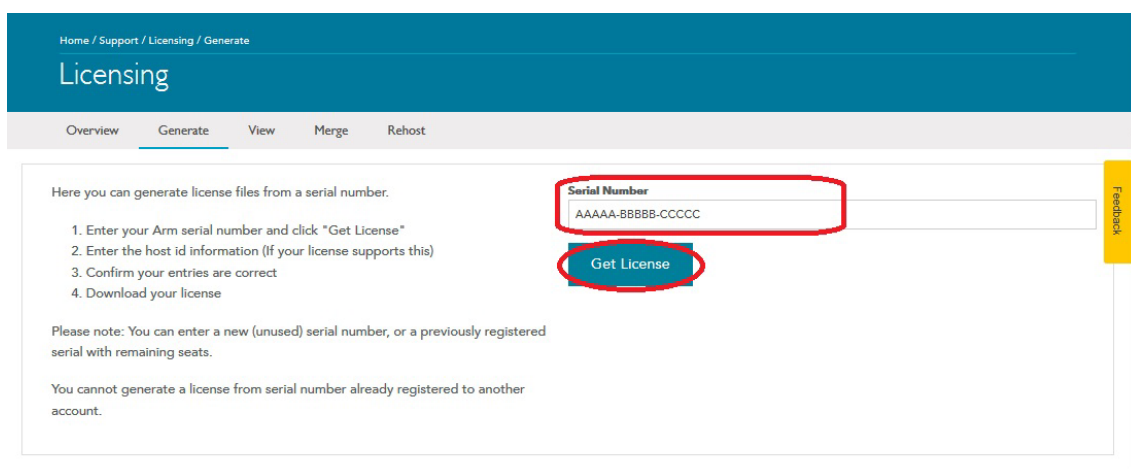 Home / Support / Licensing / Generate
Licensing
Overview Generate View Merge Rehost
Here you can generate license files from a serial number.
1. Enter your Arm serial number and click "Get License"
2. Enter the host id information (If your license supports this)
3. Confirm your entries are correct
4. Download your license
Please note: You can enter a new (unused) serial number, or a previously registered
serial with remaining seats.
You cannot generate a license from serial number already registered to another
account.
Serial Number
AAAAA-BBBBB-CCCCC
Get License
Feedback